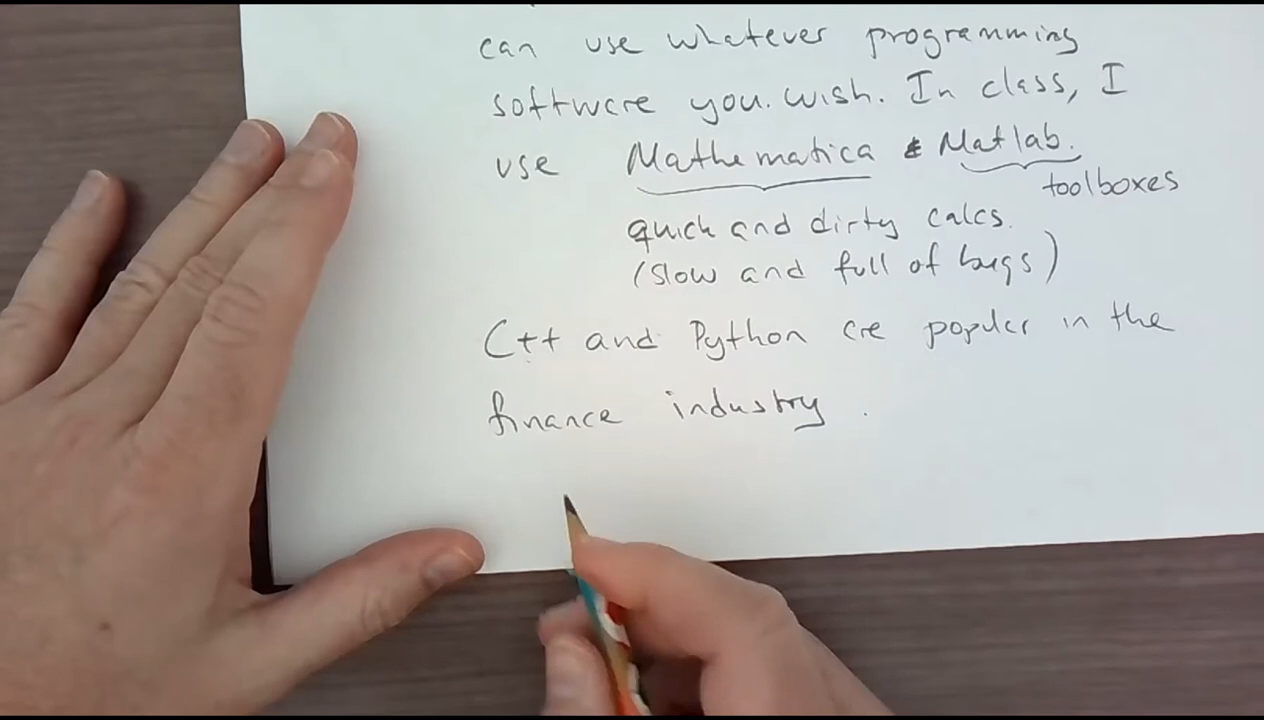 can use whatever programming
software you wish. In class, I
use Mathematica & Matlab.
toolboxes
quick and dirty calcs.
(slow and full of bugs)
C++ and Python are popular in the
finance industry.